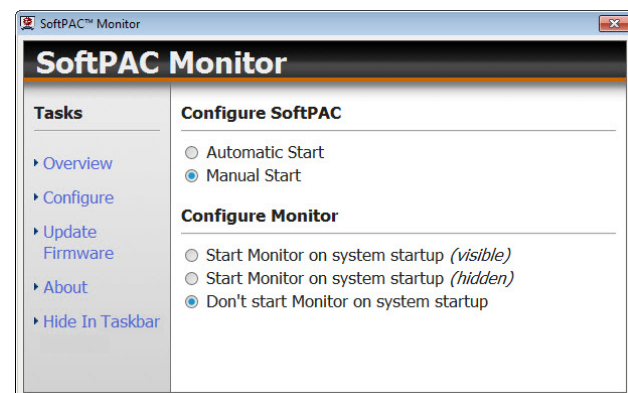 SoftPAC™ Monitor
SoftPAC Monitor
Tasks
Overview
Configure
Update
Firmware
About
Hide In Taskbar
Configure SoftPAC
Automatic Start
Manual Start
Configure Monitor
Start Monitor on system startup (visible)
Start Monitor on system startup (hidden)
Don't start Monitor on system startup